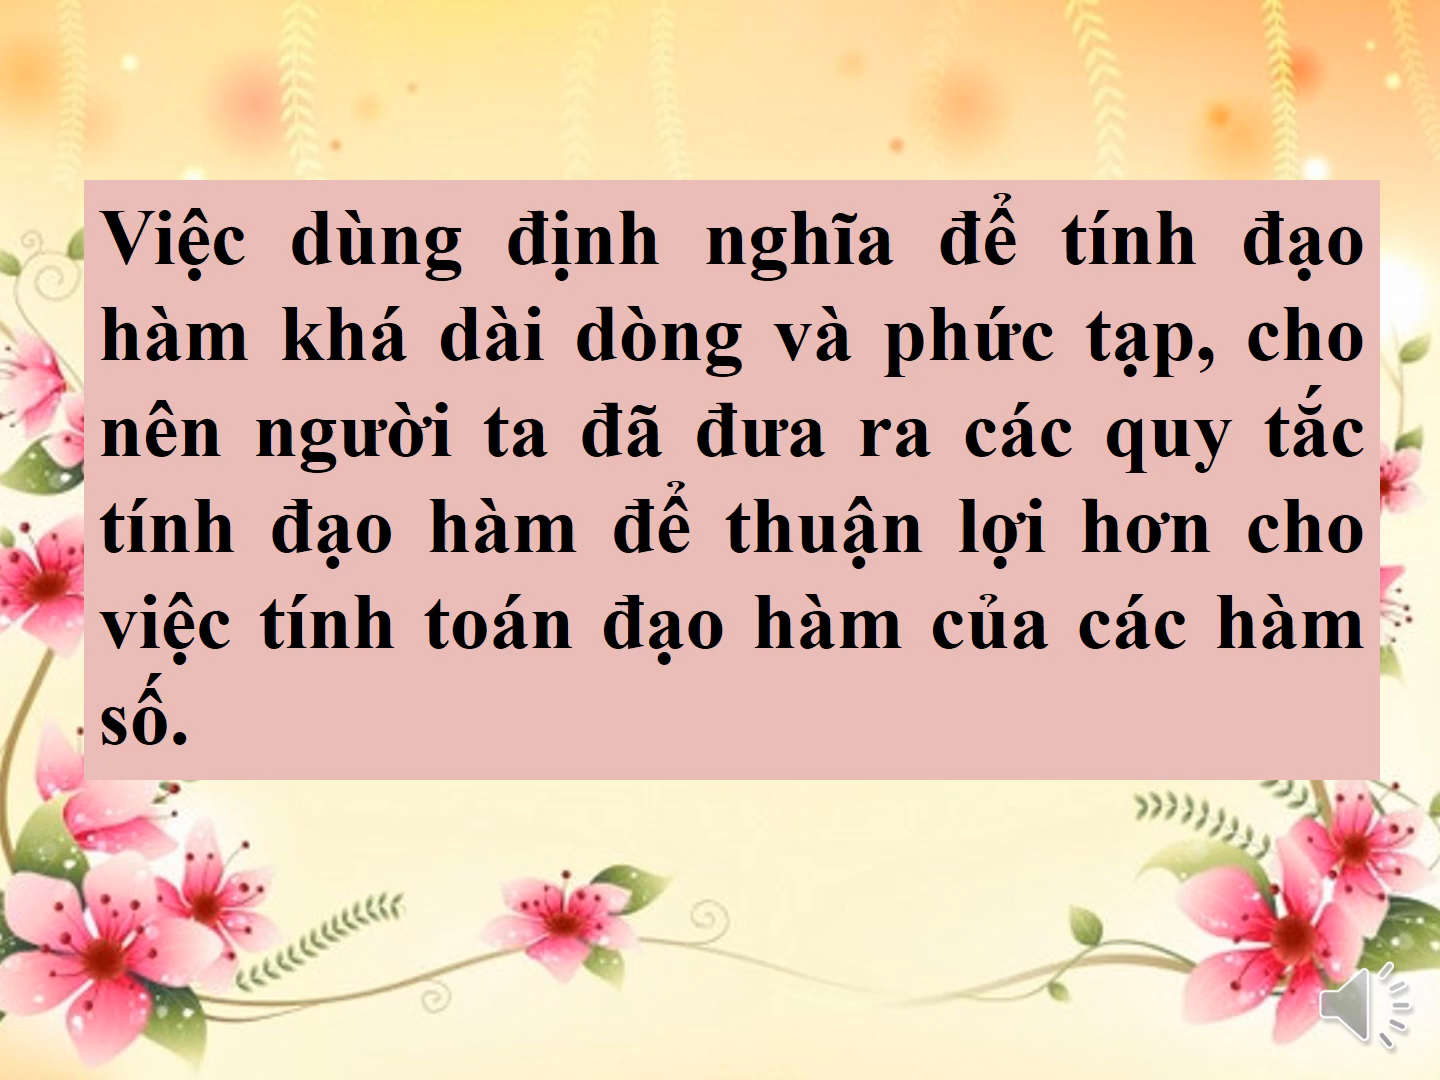 Việc dùng định nghĩa để tính đạo
hàm khá dài dòng và phức tạp, cho
nên người ta đã đưa ra các quy tắc
tính đạo hàm để thuận lợi hơn cho
việc tính toán đạo hàm của các hàm
số.